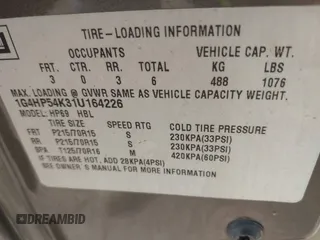 GM
TIRE-LOADING INFORMATION
OCCUPANTS VEHICLE CAP. WT.
FRT. CTR. RR. TOTAL KG LBS
3 0 3 6 488 1076
MAX. LOADING @ GVWR SAME AS VEHICLE CAPACITY WEIGHT.
1G4HP54K31U164226
MODEL: HP69 HBL
TIRE SIZE SPEED RTG COLD TIRE PRESSURE
FRT P215/70R15 S 230KPA(33PSI)
RR P215/70R15 S 230KPA(33PSI)
SPA T125/70R16 M 420KPA(60PSI)
IF TIRES ARE HOT, ADD 28KPA(4PSI)
SEE OWNER'S MANUAL FOR MORE INFORMATION
DREAMBID